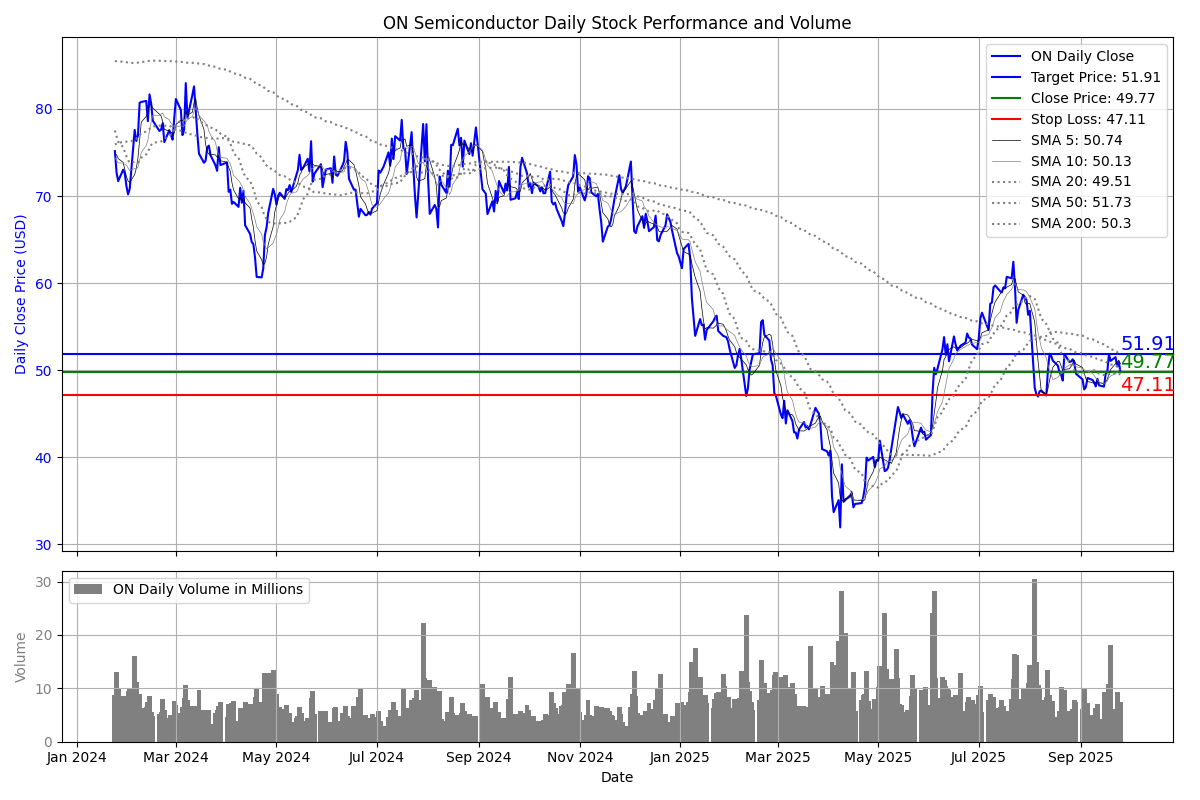 ON Semiconductor Daily Stock Performance and Volume
Daily Close Price (USD)
80
70
60
50
40
30
ON Daily Close
Target Price: 51.91
Close Price: 49.77
Stop Loss: 47.11
SMA 5: 50.74
SMA 10: 50.13
SMA 20: 49.51
SMA 50: 51.73
SMA 200: 50.3
51.91
49.77
47.11
Volume
30
20
10
0
ON Daily Volume in Millions
Jan 2024 Mar 2024 May 2024 Jul 2024 Sep 2024 Nov 2024 Jan 2025 Mar 2025 May 2025 Jul 2025 Sep 2025
Date